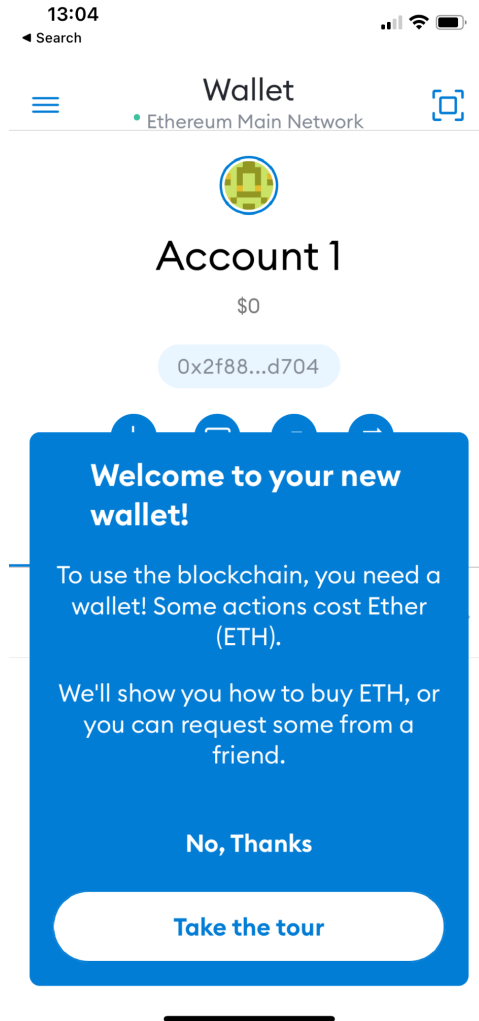 13:04
◀ Search
Wallet
Ethereum Main Network
Account 1
$0
0x2f88...d704
Welcome to your new
wallet!
To use the blockchain, you need a
wallet! Some actions cost Ether
(ETH).
We'll show you how to buy ETH, or
you can request some from a
friend.
No, Thanks
Take the tour